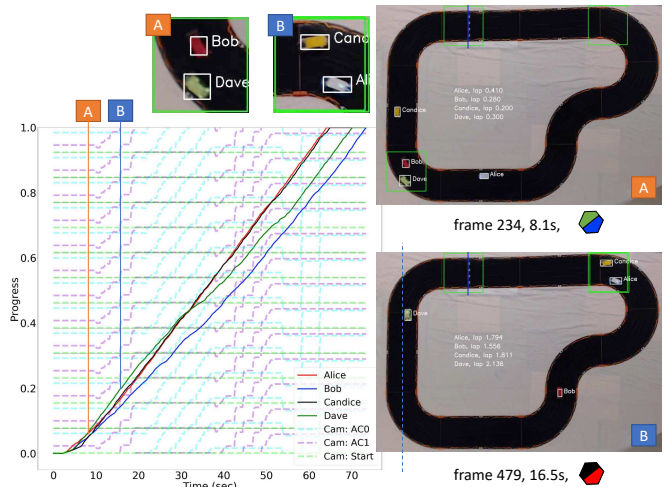 A
Bob
Dave
B
Canc
Ali
A
B
1.0
0.8
0.6
0.4
0.2
0.0
Progress
0
10
20
30
40
50
60
70
Time (sec)
Alice
Bob
Candice
Dave
Cam: AC0
Cam: AC1
Cam: Start
Alice, lap 0.410
Bob, lap 0.280
Candice, lap 0.200
Dave, lap 0.300
Candice
Bob
Dave
Alice
A
frame 234, 8.1s,
Candice
Alice
Dave
Alice, lap 1.794
Bob, lap 1.556
Candice, lap 1.811
Dave, lap 2.136
Bob
B
frame 479, 16.5s,